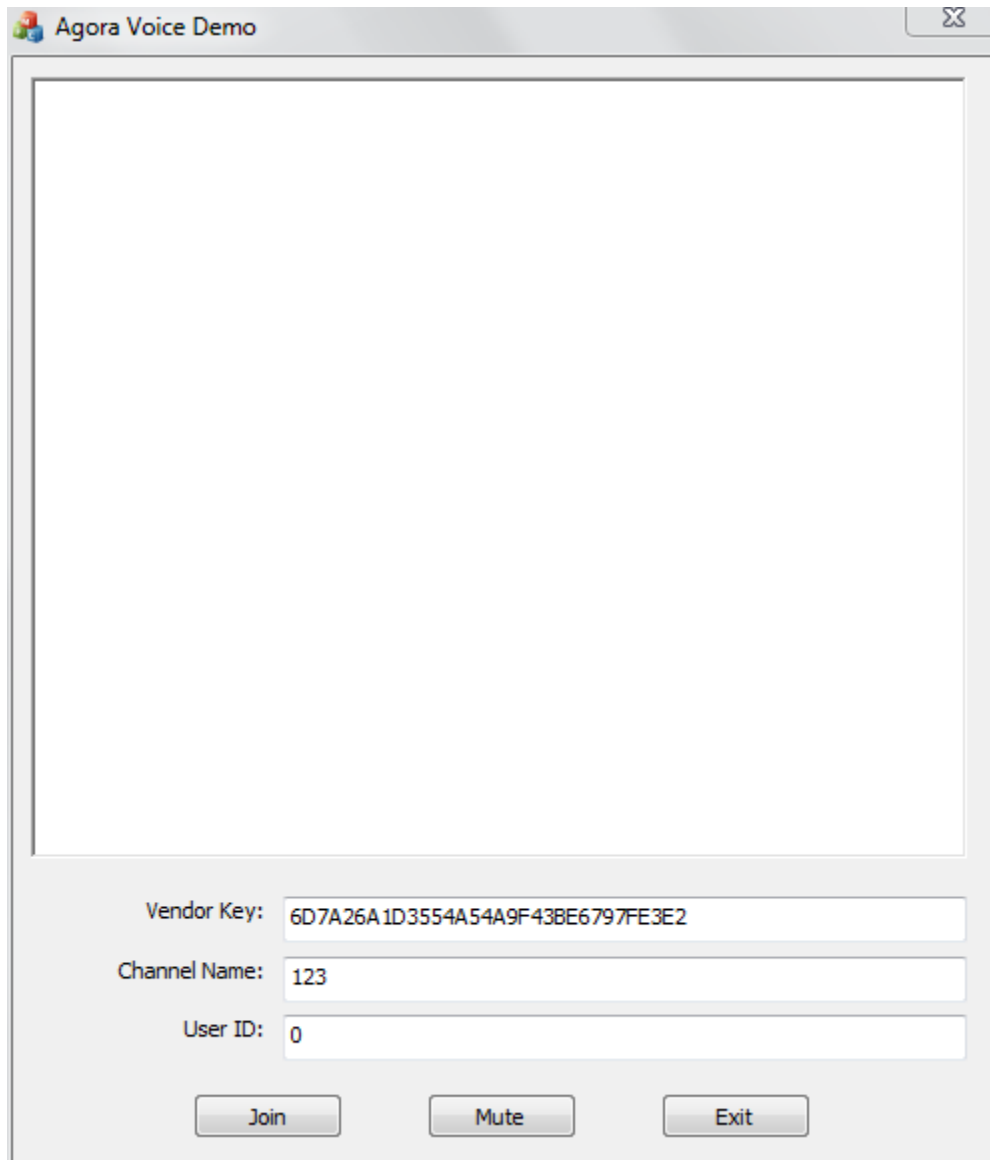 Agora Voice Demo
Vendor Key: 6D7A26A1D3554A54A9F43BE6797FE3E2
Channel Name: 123
User ID: 0
Join Mute Exit